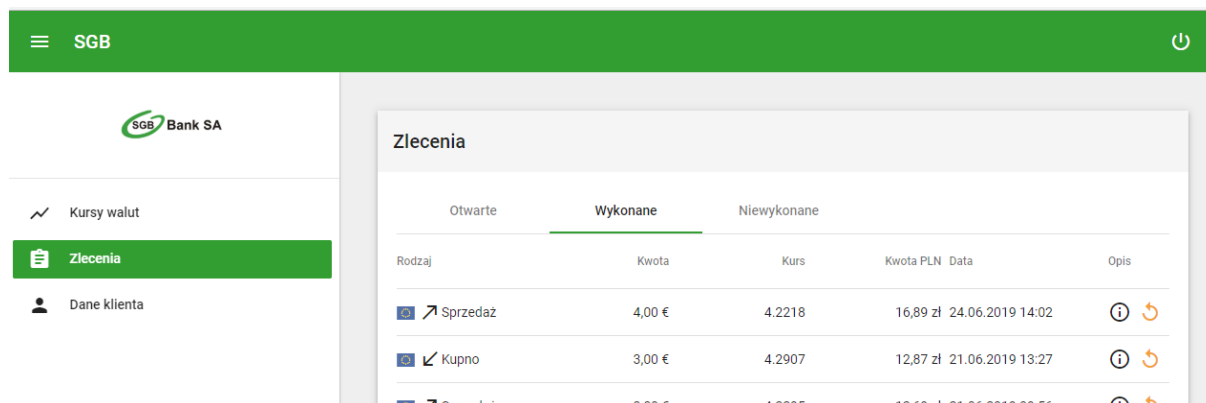 SGB
SGB Bank SA
Kursy walut
Zlecenia
Dane klienta
Zlecenia
Otwarte Wykonane Niewykonane
Rodzaj Kwota Kurs Kwota PLN Data Opis
Sprzedaż 4,00 € 4.2218 16,89 zł 24.06.2019 14:02
Kupno 3,00 € 4.2907 12,87 zł 21.06.2019 13:27